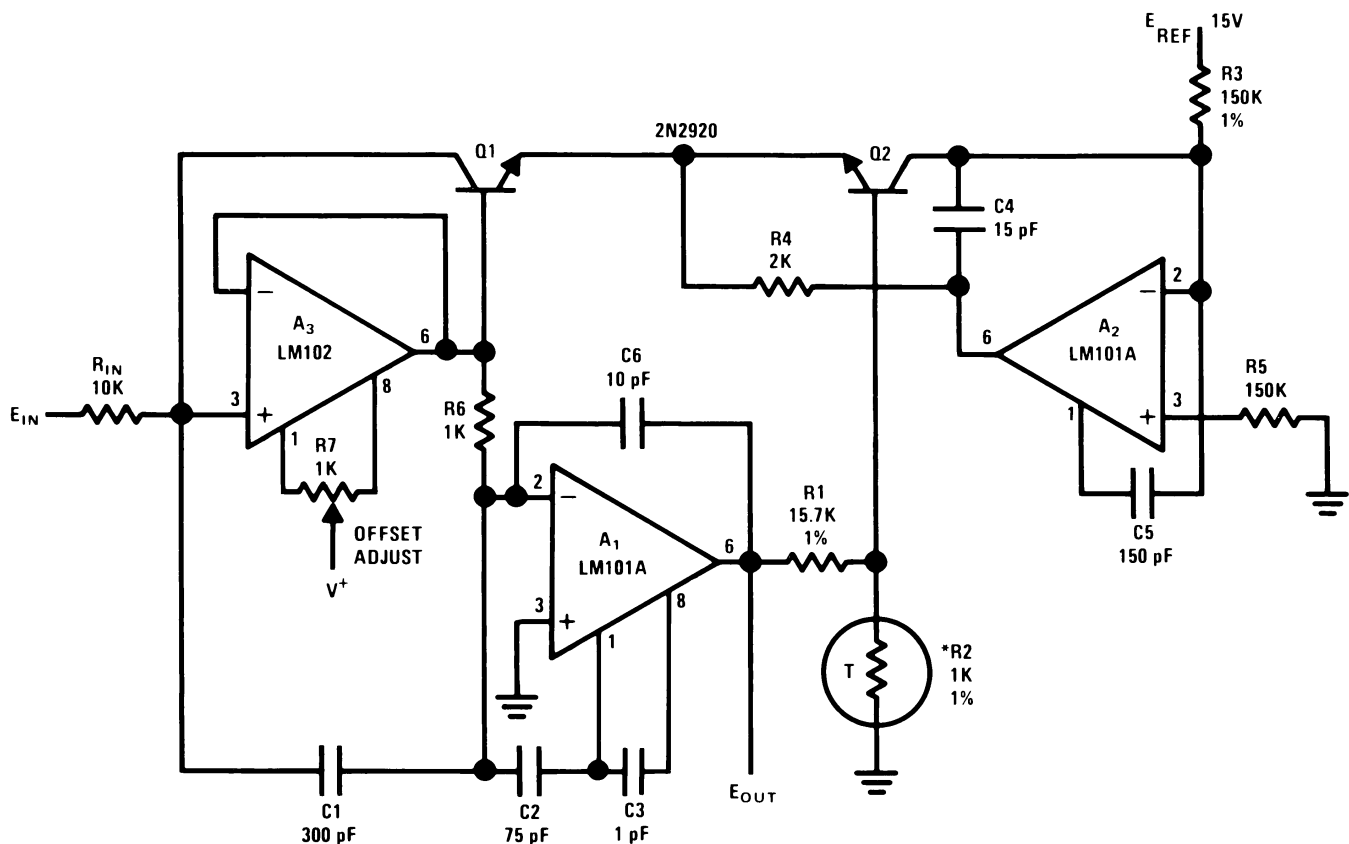 E
REF
15V
R3
150K
1%
2N2920
Q1
Q2
C4
15 pF
R4
2K
−
A3
LM102
6
3
+
8
1
RIN
10K
EIN
R7
1K
OFFSET
ADJUST
V+
R6
1K
C6
10 pF
2
−
A2
LM101A
6
3
+
1
R5
150K
C5
150 pF
2
−
A1
LM101A
6
3
+
8
1
R1
15.7K
1%
T
*R2
1K
1%
C1
300 pF
C2
75 pF
C3
1 pF
EOUT